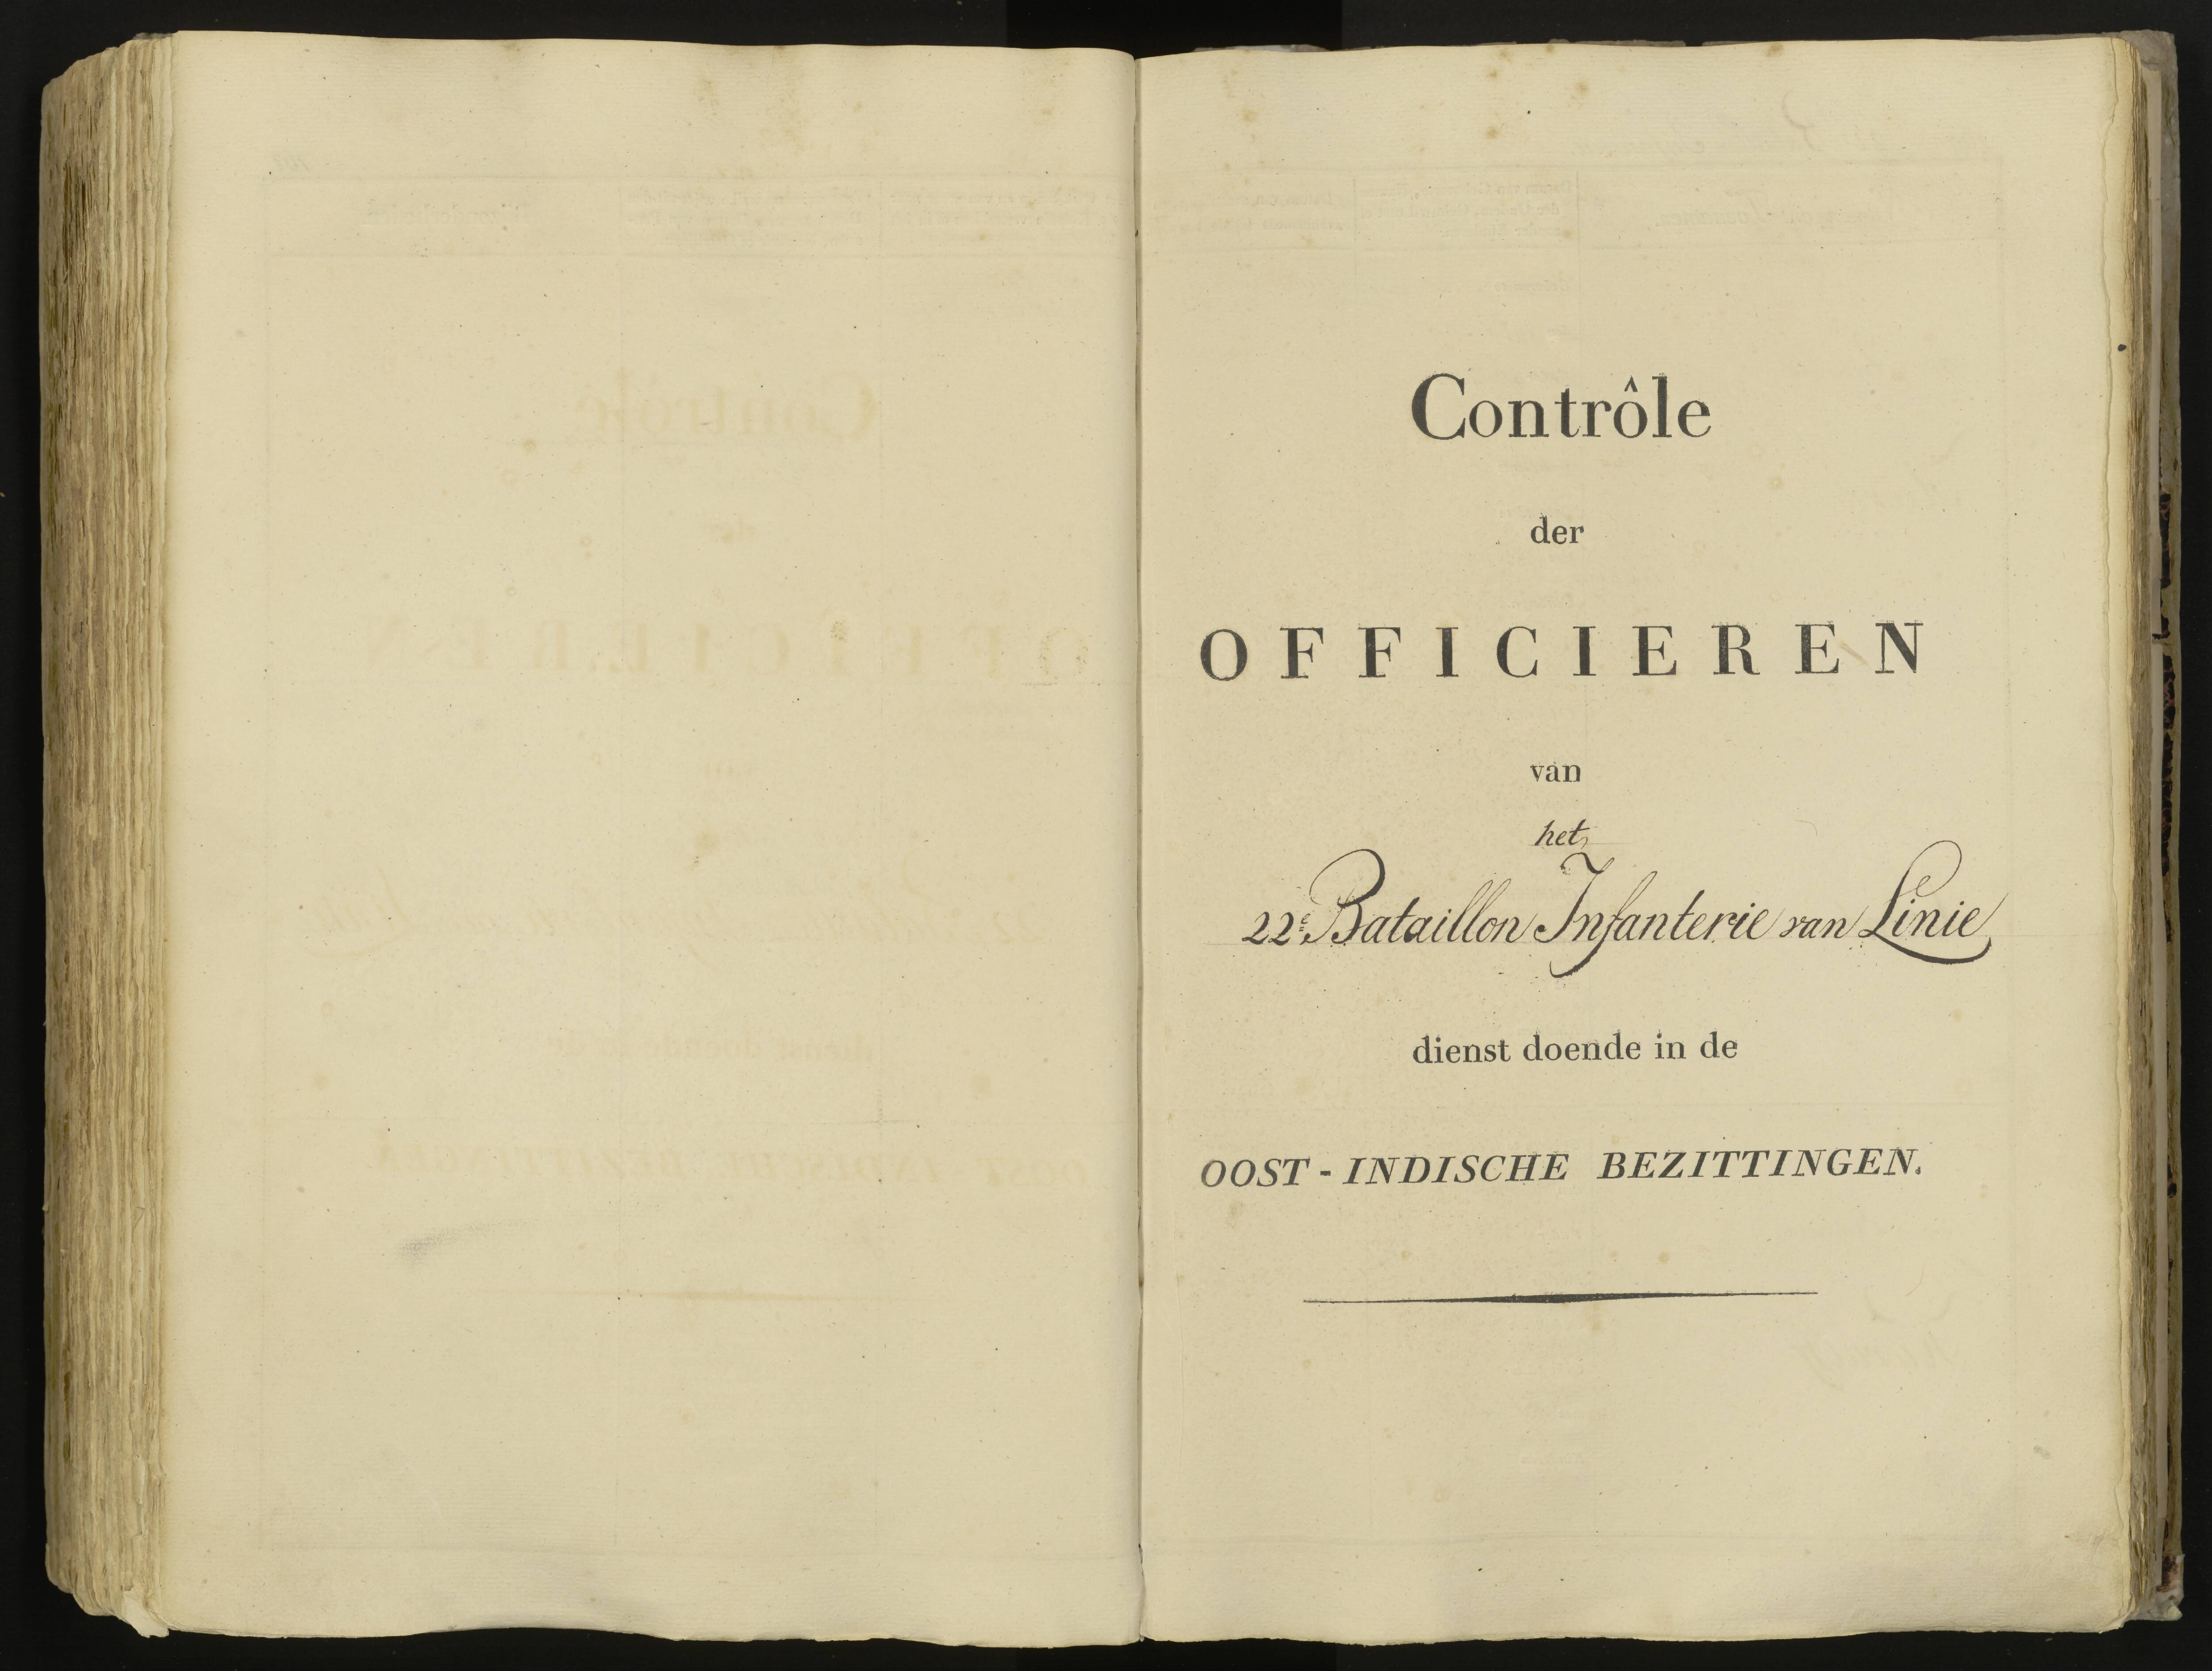 Contrôle
der
OFFICIEREN
van
het
22e Bataillon Infanterie van Linie
dienst doende in de
OOST-INDISCHE BEZITTINGEN.